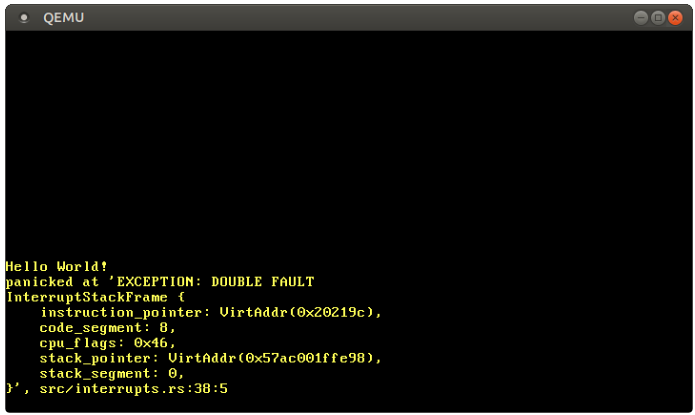 QEMU
Hello World!
panicked at 'EXCEPTION: DOUBLE FAULT
InterruptStackFrame {
    instruction_pointer: VirtAddr(0x20219c),
    code_segment: 8,
    cpu_flags: 0x46,
    stack_pointer: VirtAddr(0x57ac001ffe98),
    stack_segment: 0,
}', src/interrupts.rs:38:5